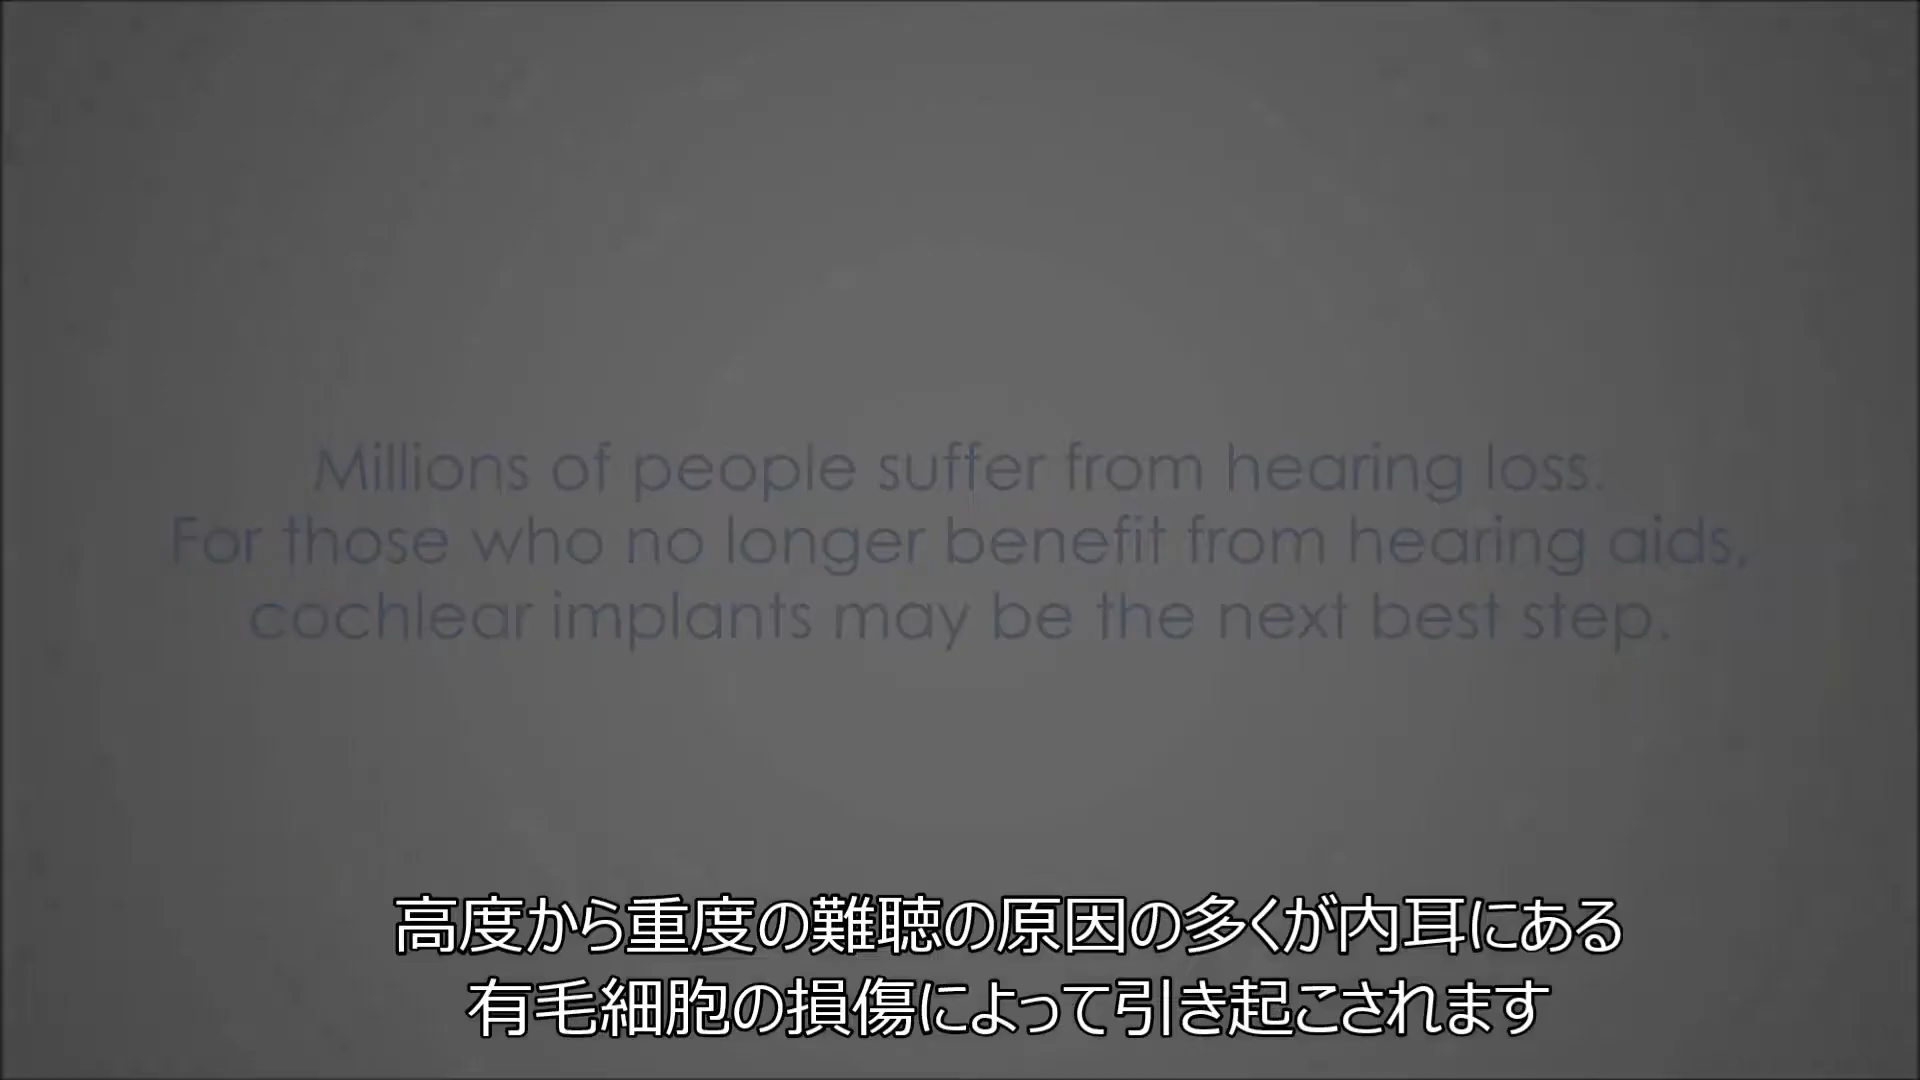 Millions of people suffer from hearing loss.
For those who no longer benefit from hearing aids,
cochlear implants may be the next best step.
高度から重度の難聴の原因の多くが内耳にある
有毛細胞の損傷によって引き起こされます